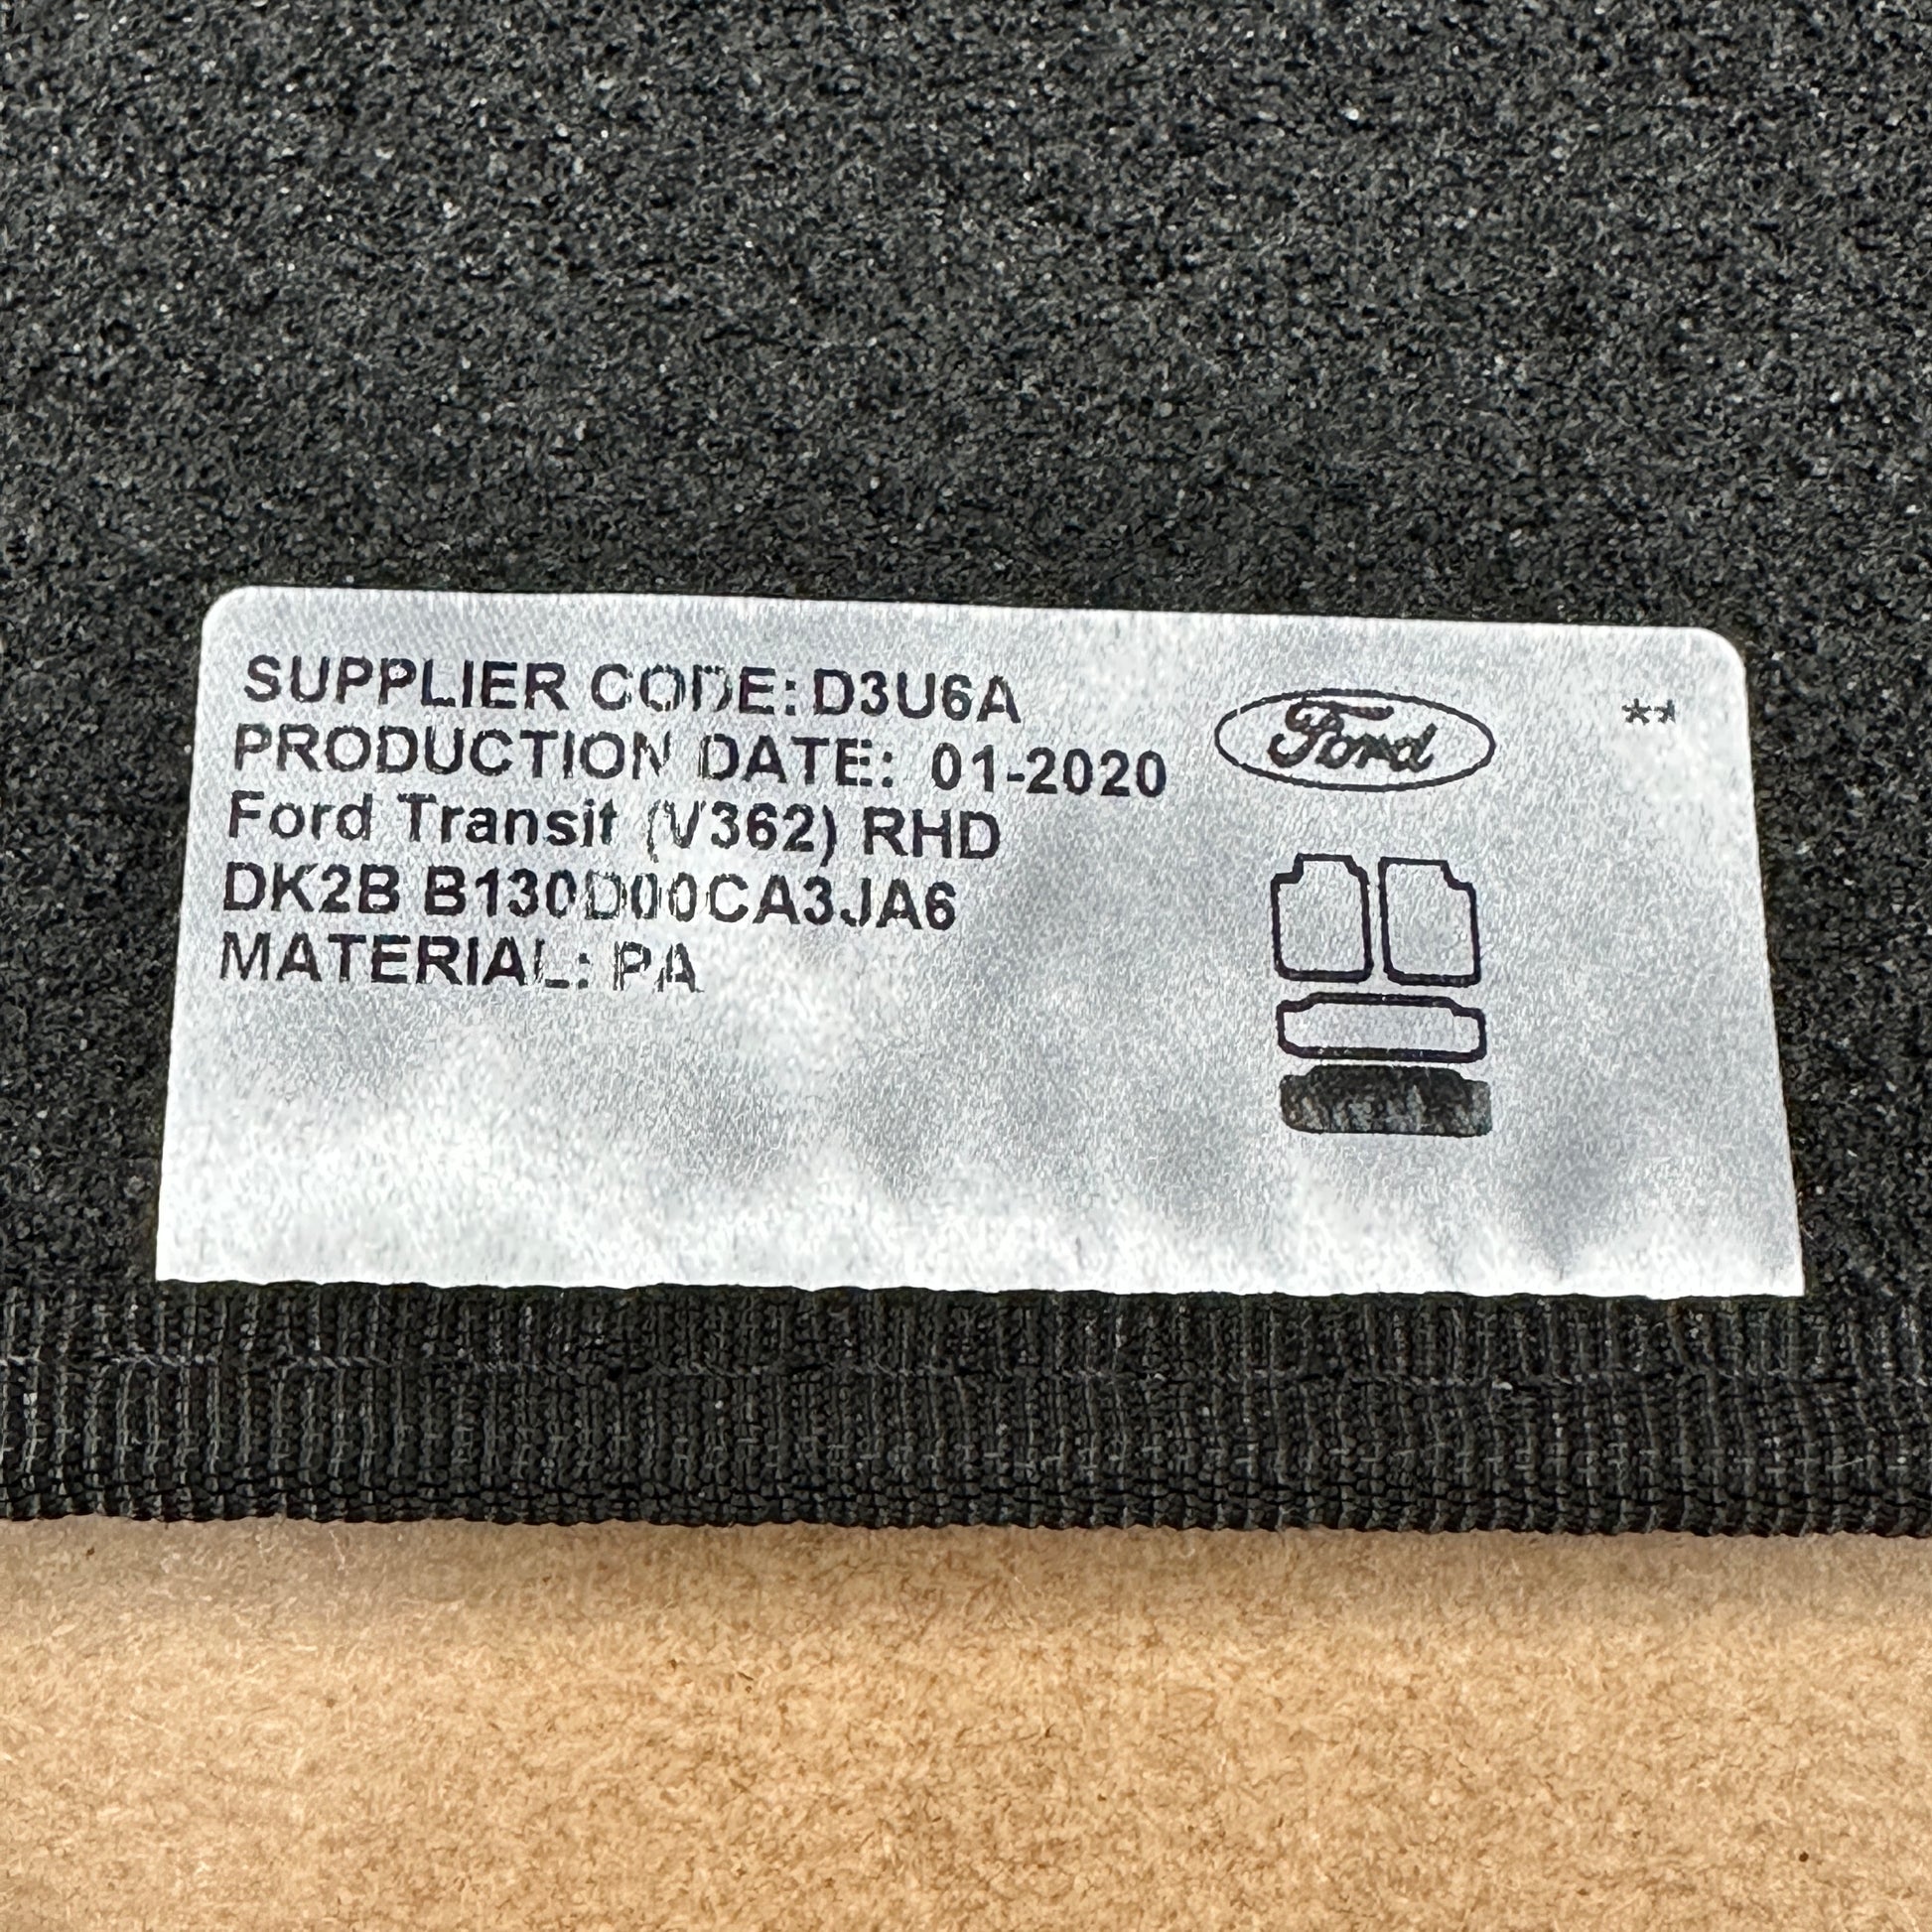 SUPPLIER CODE: D3U6A
PRODUCTION DATE: 01-2020
Ford Transit (V362) RHD
DK2B B130D00CA3JA6
MATERIAL: PA
Ford
**